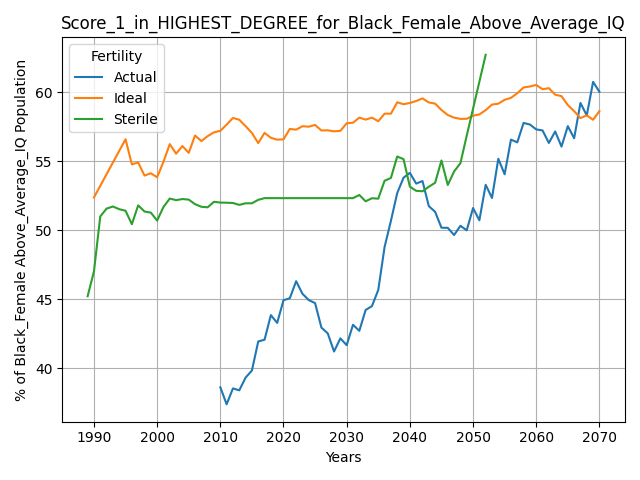 Score_1_in_HIGHEST_DEGREE_for_Black_Female_Above_Average_IQ
% of Black_Female Above_Average_IQ Population
Fertility
Actual
Ideal
Sterile
60
55
50
45
40
1990 2000 2010 2020 2030 2040 2050 2060 2070
Years